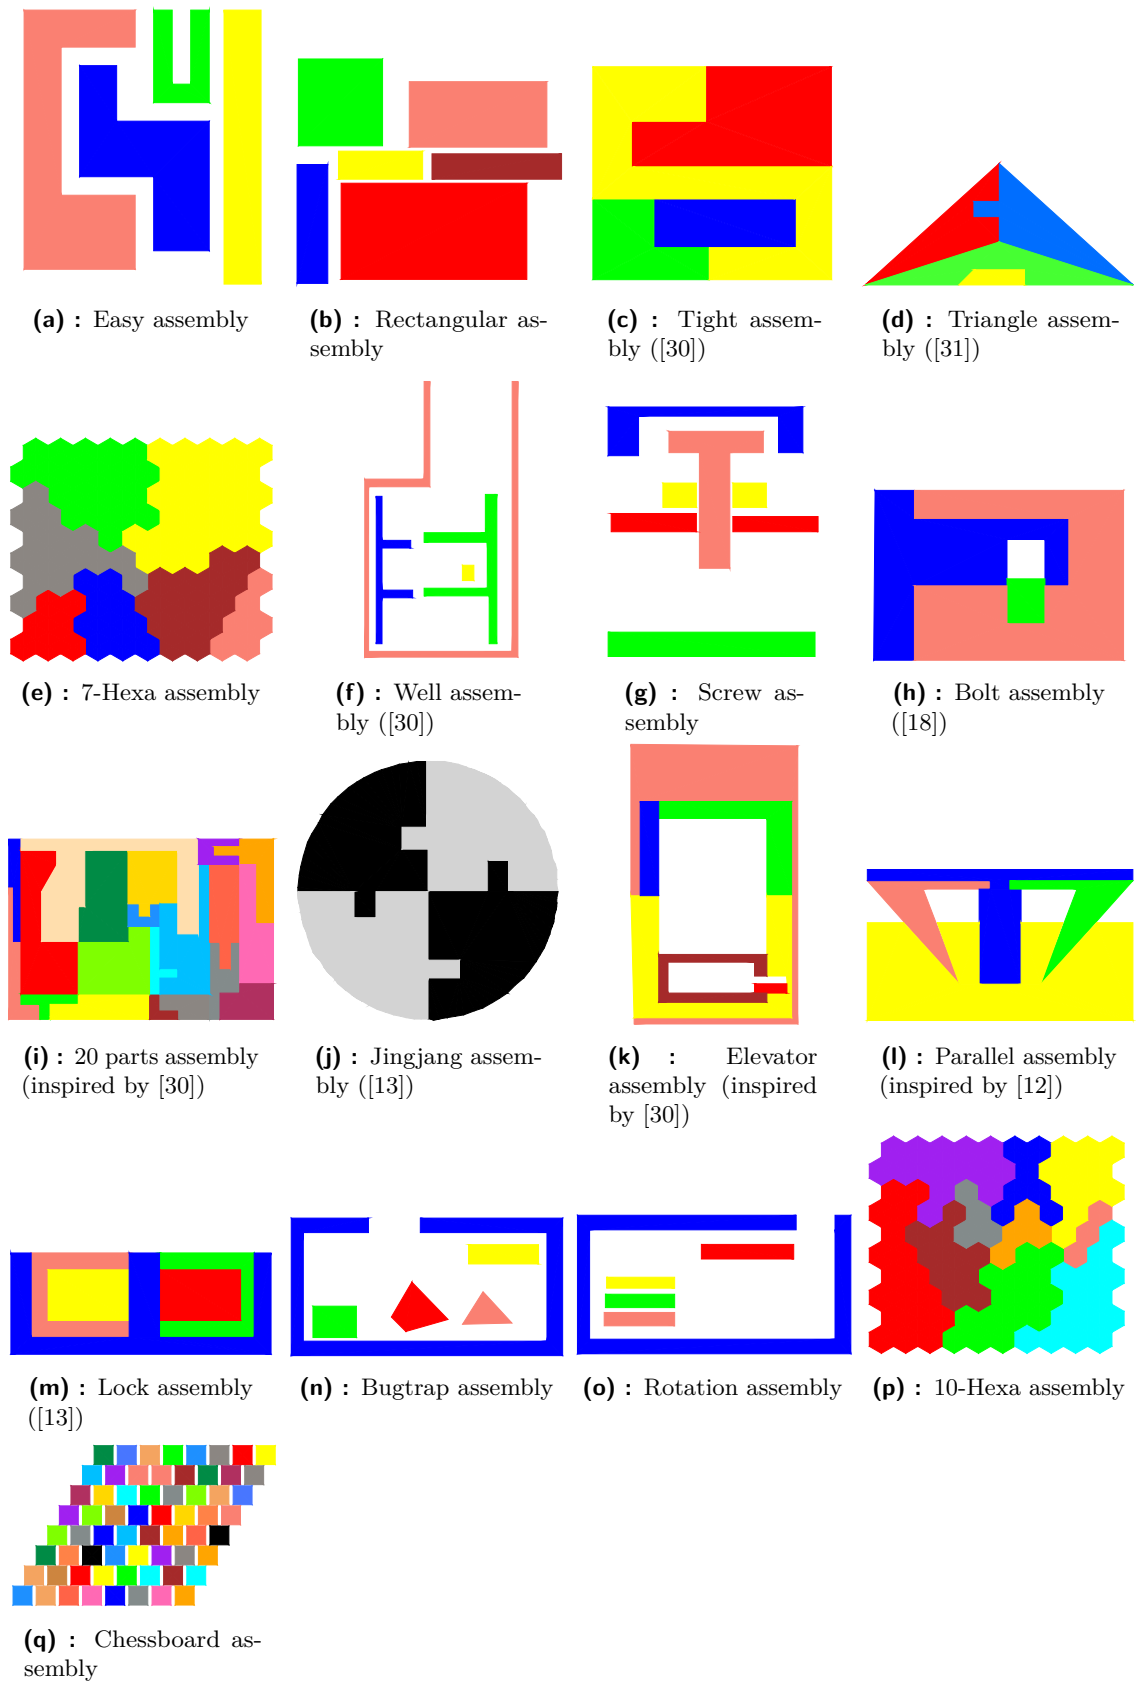 (a) : Easy assembly
(b) : Rectangular as-
sembly
(c) : Tight assem-
bly ([30])
(d) : Triangle assem-
bly ([31])
(e) : 7-Hexa assembly
(f) : Well assem-
bly ([30])
(g) : Screw as-
sembly
(h) : Bolt assembly
([18])
(i) : 20 parts assembly
(inspired by [30])
(j) : Jingjang assem-
bly ([13])
(k) : Elevator
assembly (inspired
by [30])
(l) : Parallel assembly
(inspired by [12])
(m) : Lock assembly
([13])
(n) : Bugtrap assembly
(o) : Rotation assembly
(p) : 10-Hexa assembly
(q) : Chessboard as-
sembly